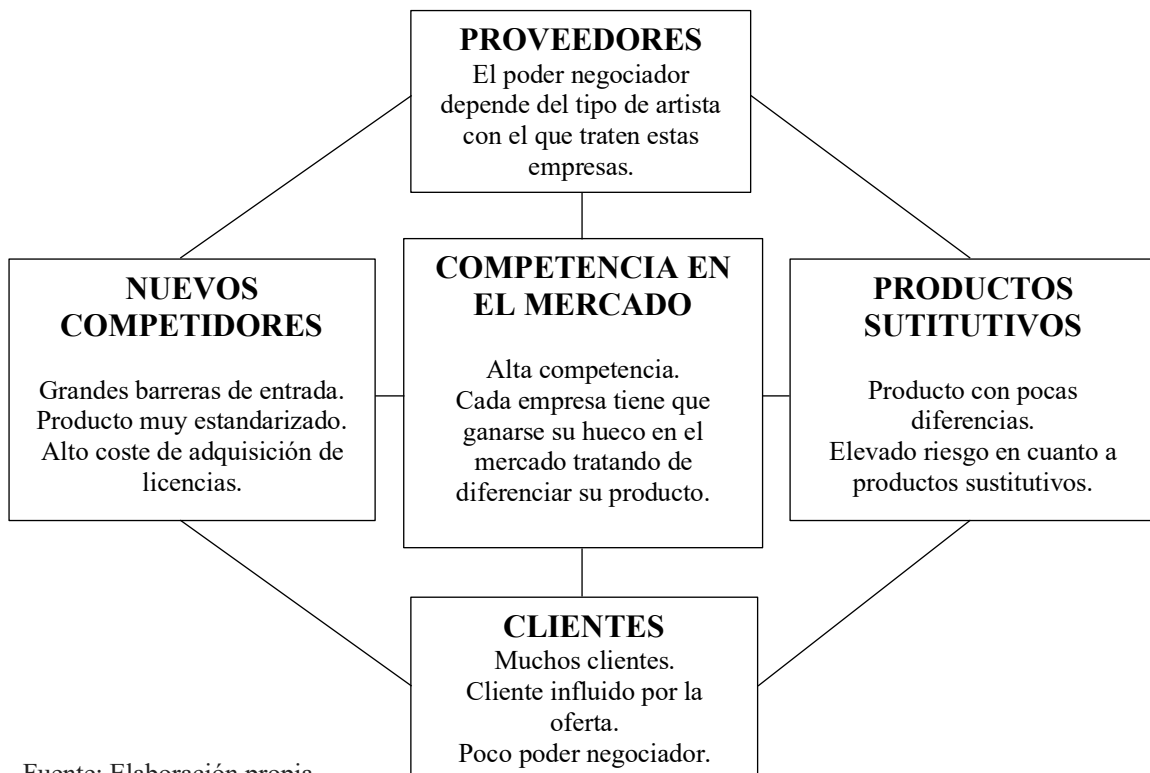 PROVEEDORES
El poder negociador
depende del tipo de artista
con el que traten estas
empresas.
NUEVOS
COMPETIDORES
Grandes barreras de entrada.
Producto muy estandarizado.
Alto coste de adquisición de
licencias.
COMPETENCIA EN
EL MERCADO
Alta competencia.
Cada empresa tiene que
ganarse su hueco en el
mercado tratando de
diferenciar su producto.
PRODUCTOS
SUTITUTIVOS
Producto con pocas
diferencias.
Elevado riesgo en cuanto a
productos sustitutivos.
CLIENTES
Muchos clientes.
Cliente influido por la
oferta.
Poco poder negociador.
Fuente: Elaboración propia